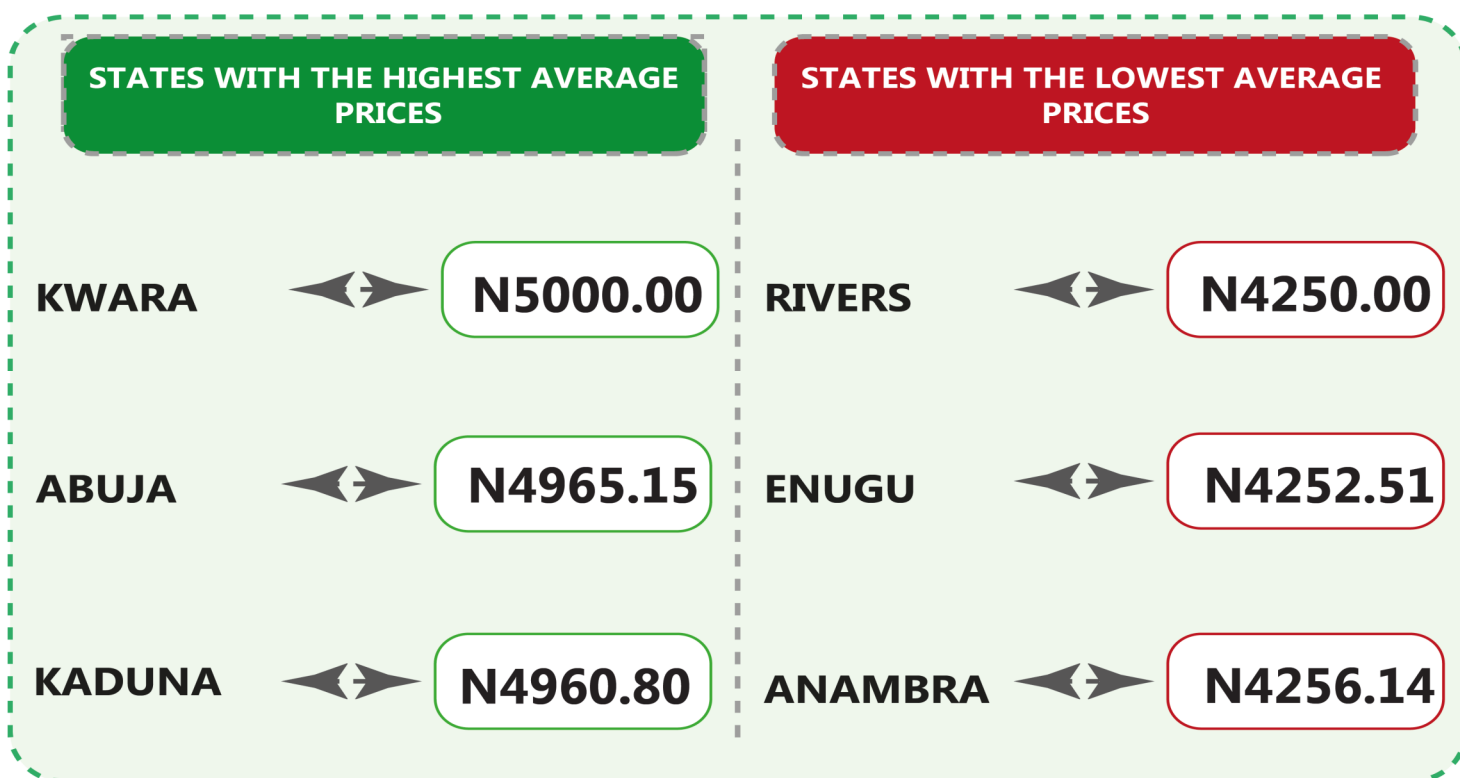 STATES WITH THE HIGHEST AVERAGE
PRICES
KWARA N5000.00
ABUJA N4965.15
KADUNA N4960.80
STATES WITH THE LOWEST AVERAGE
PRICES
RIVERS N4250.00
ENUGU N4252.51
ANAMBRA N4256.14